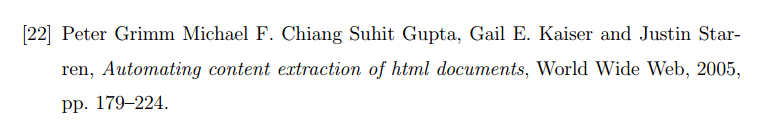 [22] Peter Grimm Michael F. Chiang Suhit Gupta, Gail E. Kaiser and Justin Star-
ren, Automating content extraction of html documents, World Wide Web, 2005,
pp. 179–224.